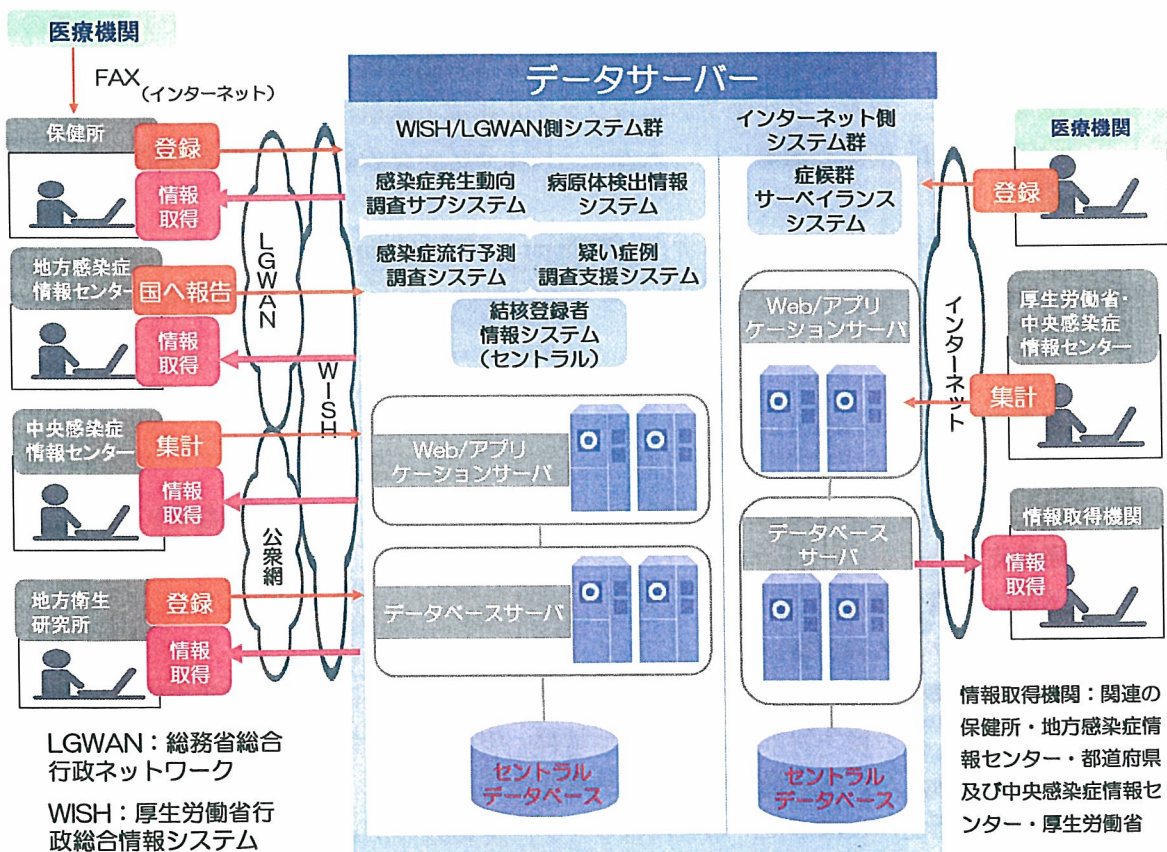 医療機関
FAX
(インターネット)
保健所
登録
情報
取得
地方感染症
情報センター
国へ報告
情報
取得
中央感染症
情報センター
集計
情報
取得
地方衛生
研究所
登録
情報
取得
LGWAN
公衆網
WISH
LGWAN:総務省総合
行政ネットワーク
WISH:厚生労働省行
政総合情報システム
データサーバー
WISH/LGWAN側システム群
感染症発生動向
調査サブシステム
病原体検出情報
システム
感染症流行予測
調査システム
疑い症例
調査支援システム
結核登録者
情報システム
(セントラル)
Web/アプリ
ケーションサーバ
データベースサーバ
セントラル
データベース
インターネット側
システム群
症候群
サーベイランス
システム
Web/アプリ
ケーションサーバ
データベース
サーバ
セントラル
データベース
インターネット
医療機関
登録
厚生労働省・
中央感染症
情報センター
集計
情報取得機関
情報
取得
情報取得機関:関連の
保健所・地方感染症情
報センター・都道府県
及び中央感染症情報セ
ンター・厚生労働省